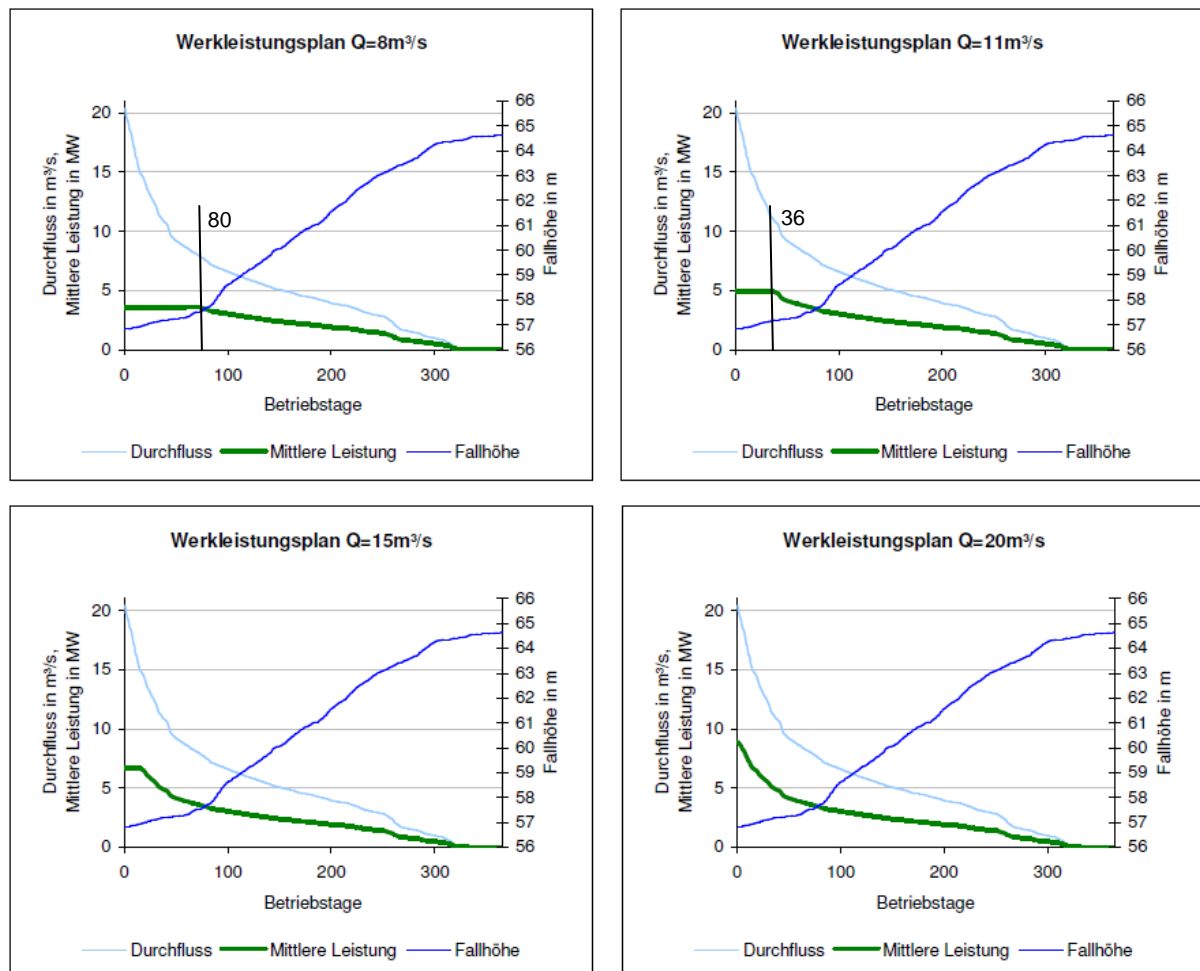 Werkleistungsplan Q=8m³/s
Durchfluss in m³/s,
Mittlere Leistung in MW
20
15
10
5
0
80
66
65
64
63
62
61
60
59
58
57
56
Fallhöhe in m
0 100 200 300
Betriebstage
Durchfluss Mittlere Leistung Fallhöhe
Werkleistungsplan Q=11m³/s
Durchfluss in m³/s,
Mittlere Leistung in MW
20
15
10
5
0
36
66
65
64
63
62
61
60
59
58
57
56
Fallhöhe in m
0 100 200 300
Betriebstage
Durchfluss Mittlere Leistung Fallhöhe
Werkleistungsplan Q=15m³/s
Durchfluss in m³/s,
Mittlere Leistung in MW
20
15
10
5
0
66
65
64
63
62
61
60
59
58
57
56
Fallhöhe in m
0 100 200 300
Betriebstage
Durchfluss Mittlere Leistung Fallhöhe
Werkleistungsplan Q=20m³/s
Durchfluss in m³/s,
Mittlere Leistung in MW
20
15
10
5
0
66
65
64
63
62
61
60
59
58
57
56
Fallhöhe in m
0 100 200 300
Betriebstage
Durchfluss Mittlere Leistung Fallhöhe